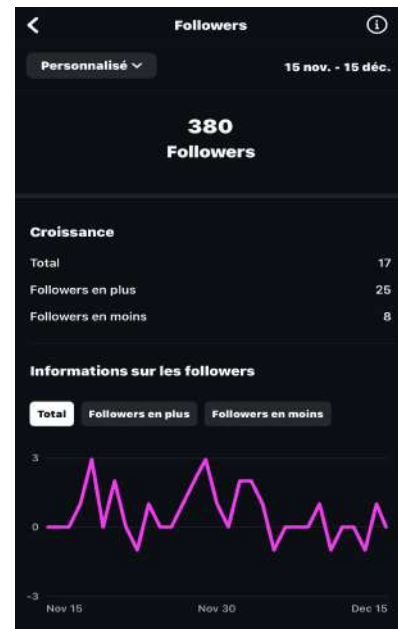 Followers
Personnalisé
15 nov. - 15 déc.
380
Followers
Croissance
Total 17
Followers en plus 25
Followers en moins 8
Informations sur les followers
Total Followers en plus Followers en moins
3
0
-3
Nov 15 Nov 30 Dec 15